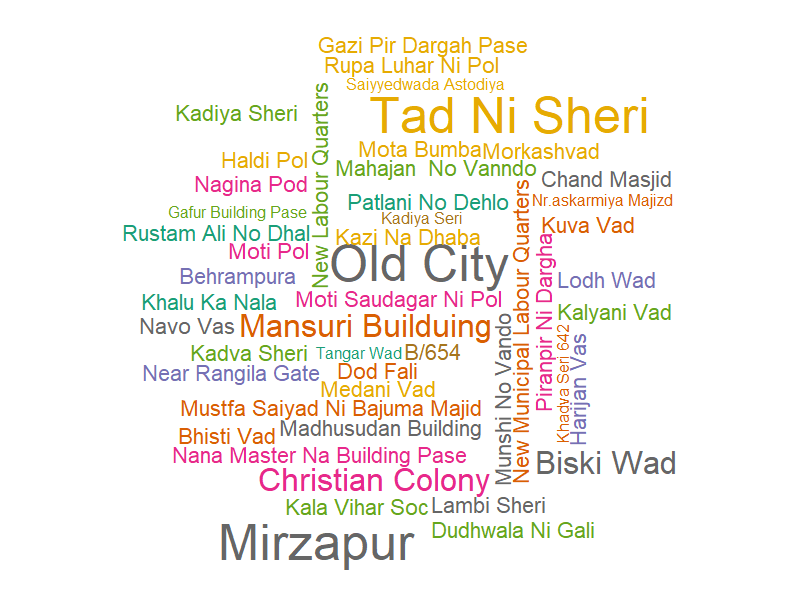 Gazi Pir Dargah Pase
Rupa Luhar Ni Pol
Saiyyedwada Astodiya
Tad Ni Sheri
Kadiya Sheri
New Labour Quarters
Mota Bumba
Morkashvad
Haldi Pol
Mahajan  No Vanndo
Nagina Pod
Chand Masjid
Patlani No Dehlo
Nr.askarmiya Majizd
Gafur Building Pase
Kadiya Seri
Kuva Vad
Rustam Ali No Dhal
Kazi Na Dhaba
Moti Pol
Old City
New Municipal Labour Quarters
Piranpir Ni Dargha
Behrampura
Lodh Wad
Khalu Ka Nala
Moti Saudagar Ni Pol
Kalyani Vad
Navo Vas
Mansuri Builduing
Munshi No Vando
Khadya Seri 642
Harijan Vas
Kadva Sheri
Tangar Wad
B/654
Near Rangila Gate
Dod Fali
Medani Vad
Mustfa Saiyad Ni Bajuma Majid
Bhisti Vad
Madhusudan Building
Nana Master Na Building Pase
Biski Wad
Christian Colony
Kala Vihar Soc
Lambi Sheri
Mirzapur
Dudhwala Ni Gali